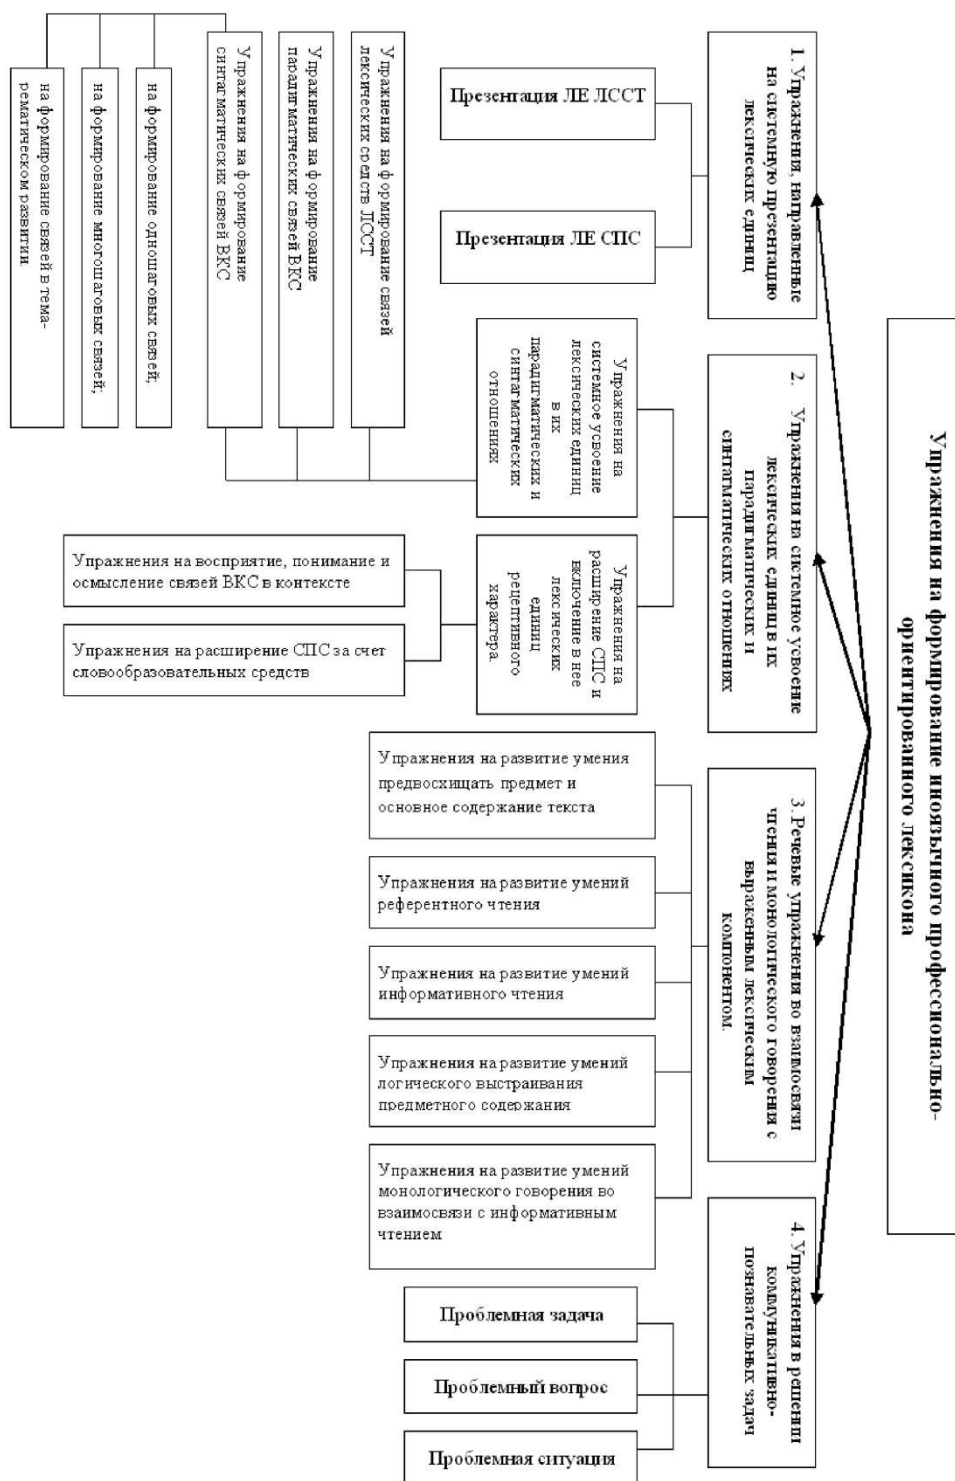 Упражнения на формирование иноязычного профессионально-
ориентированного лексикона
1. Упражнения, направленные
на системную презентацию
лексических единиц
Презентация ЛЕ ЛССТ
Презентация ЛЕ СПС
2. Упражнения на системное усвоение
лексических единиц в их
парадигматических и
синтагматических отношениях
Упражнения на
системное усвоение
лексических единиц
в их
парадигматических и
синтагматических
отношениях
Упражнения на формирование связей
лексических средств ЛССТ
Упражнения на формирование
парадигматических связей ВКС
Упражнения на формирование
синтагматических связей ВКС
на формирование одношаговых связей;
на формирование многошаговых связей;
на формирование связей в тема-
рематическом развитии.
Упражнения на
расширение СПС и
включение в нее
лексических
единиц
рецептивного
характера.
Упражнения на восприятие, понимание и
осмысление связей ВКС в контексте
Упражнения на расширение СПС за счет
словообразовательных средств
3. Речевые упражнения во взаимосвязи
чтения и монологического говорения с
выраженным лексическим
компонентом.
Упражнения на развитие умения
предвосхищать предмет и
основное содержание текста
Упражнения на развитие умений
референтного чтения
Упражнения на развитие умений
информативного чтения
Упражнения на развитие умений
логического выстраивания
предметного содержания
Упражнения на развитие умений
монологического говорения во
взаимосвязи с информативным
чтением
4. Упражнения в решении
коммуникативно-
познавательных задач
Проблемная задача
Проблемный вопрос
Проблемная ситуация